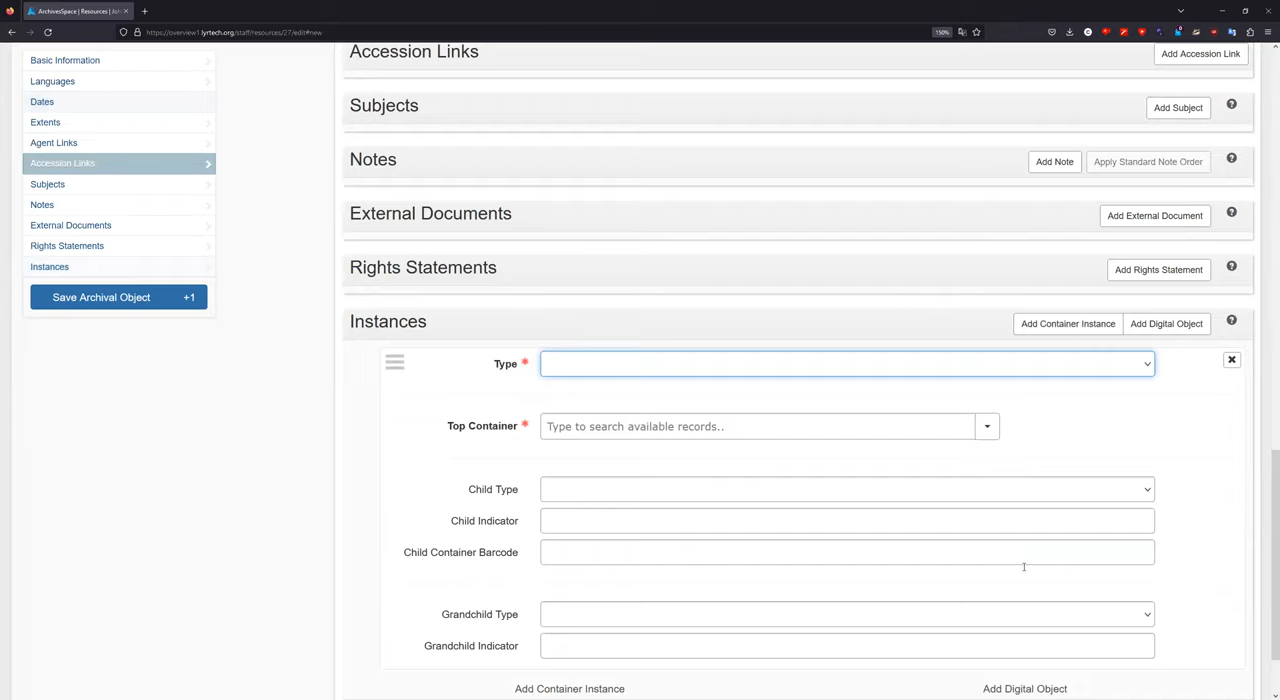 ArchivesSpace | Resources | Joh
https://overview1.lyrtech.org/staff/resources/27/edit#new
150%
Basic Information
Languages
Dates
Extents
Agent Links
Accession Links
Subjects
Notes
External Documents
Rights Statements
Instances
Save Archival Object +1
Accession Links
Add Accession Link
Subjects
Add Subject
Notes
Add Note Apply Standard Note Order
External Documents
Add External Document
Rights Statements
Add Rights Statement
Instances
Add Container Instance Add Digital Object
Type *
Top Container * Type to search available records..
Child Type
Child Indicator
Child Container Barcode
Grandchild Type
Grandchild Indicator
Add Container Instance Add Digital Object